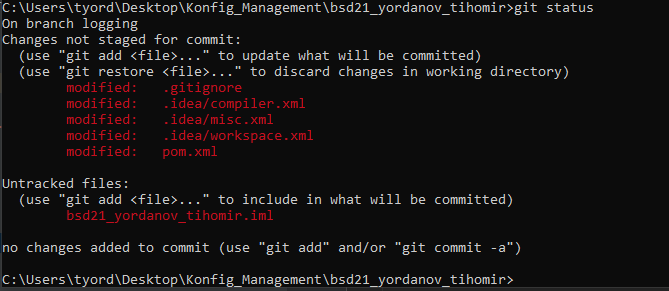 C:\Users\tyord\Desktop\Konfig_Management\bsd21_yordanov_tihomir>git status
On branch logging
Changes not staged for commit:
  (use "git add <file>..." to update what will be committed)
  (use "git restore <file>..." to discard changes in working directory)
        modified:   .gitignore
        modified:   .idea/compiler.xml
        modified:   .idea/misc.xml
        modified:   .idea/workspace.xml
        modified:   pom.xml

Untracked files:
  (use "git add <file>..." to include in what will be committed)
        bsd21_yordanov_tihomir.iml

no changes added to commit (use "git add" and/or "git commit -a")

C:\Users\tyord\Desktop\Konfig_Management\bsd21_yordanov_tihomir>